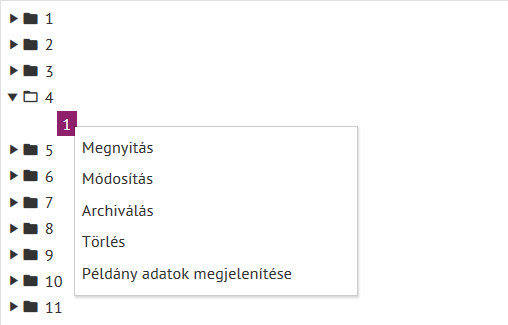 1
2
3
4
1
Megnyitás
Módosítás
Archiválás
Törlés
Példány adatok megjelenítése
5
6
7
8
9
10
11